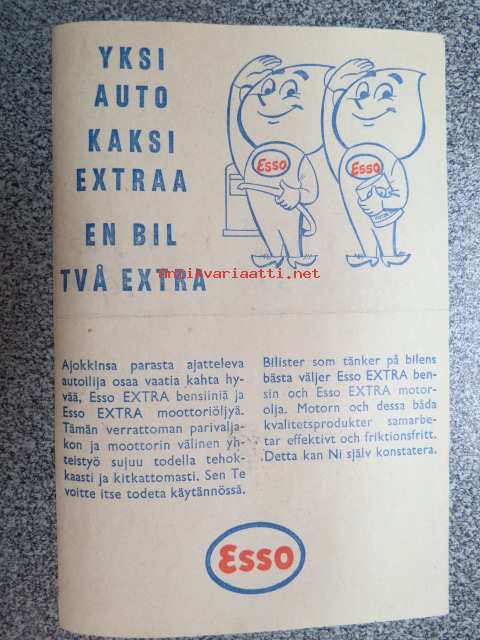 YKSI
AUTO
KAKSI
EXTRAA
EN BIL
TVÅ EXTRA
Esso
Esso
Ajokkinsa parasta ajatteleva
autoilija osaa vaatia kahta hy-
vää, Esso EXTRA bensiiniä ja
Esso EXTRA moottoriöljyä.
Tämän verrattoman parivalja-
kon ja moottorin välinen yh-
teistyö sujuu todella tehok-
kaasti ja kitkattomasti. Sen Te
voitte itse todeta käytännössä.
Bilister som tänker på bilens
bästa väljer Esso EXTRA ben-
sin och Esso EXTRA motor-
olja. Motorn och dessa båda
kvalitetsprodukter samarbe-
tar effektivt och friktionsfritt.
Detta kan Ni själv konstatera.
Esso